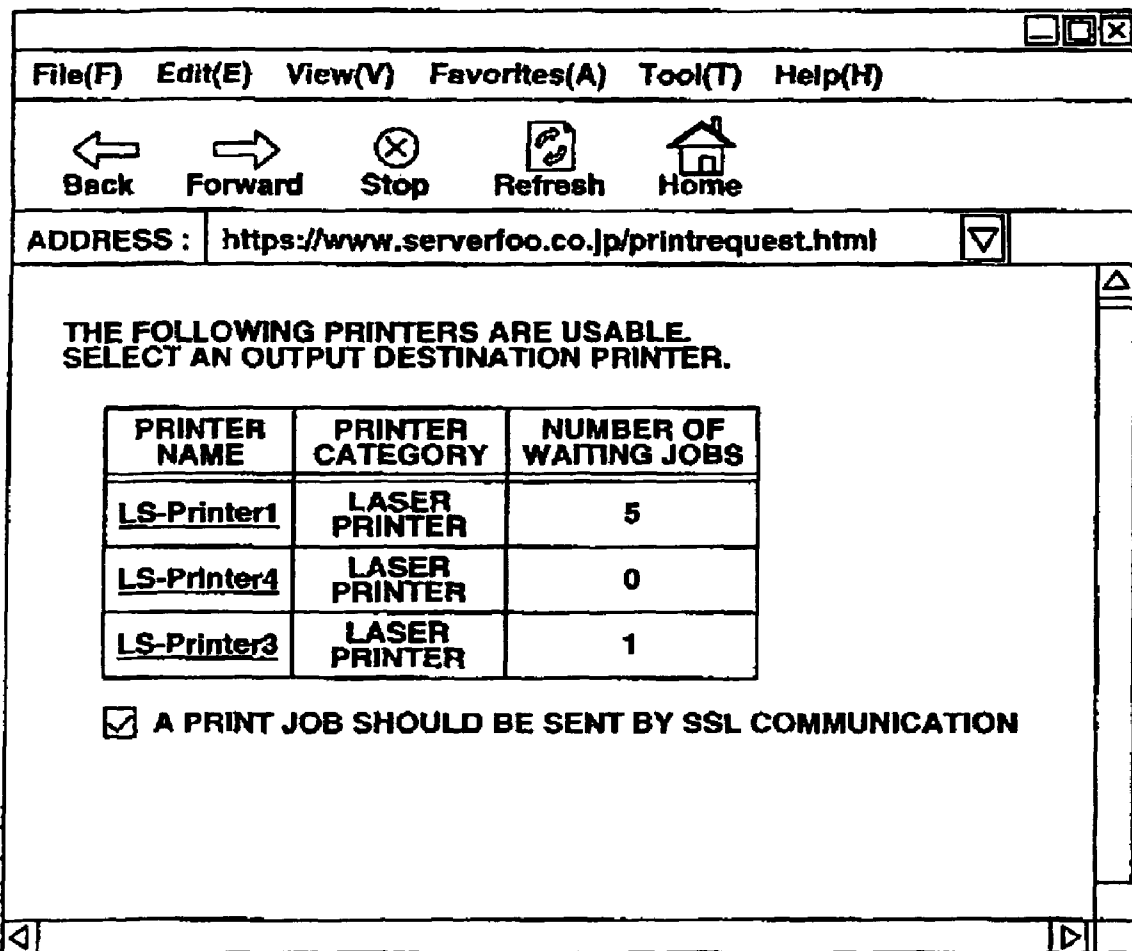 File(F) Edit(E) View(V) Favorites(A) Tool(T) Help(H)
Back Forward Stop Refresh Home
ADDRESS : https://www.serverfoo.co.jp/printrequest.html
THE FOLLOWING PRINTERS ARE USABLE.
SELECT AN OUTPUT DESTINATION PRINTER.
PRINTER NAME PRINTER CATEGORY NUMBER OF WAITING JOBS
LS-Printer1 LASER PRINTER 5
LS-Printer4 LASER PRINTER 0
LS-Printer3 LASER PRINTER 1
A PRINT JOB SHOULD BE SENT BY SSL COMMUNICATION